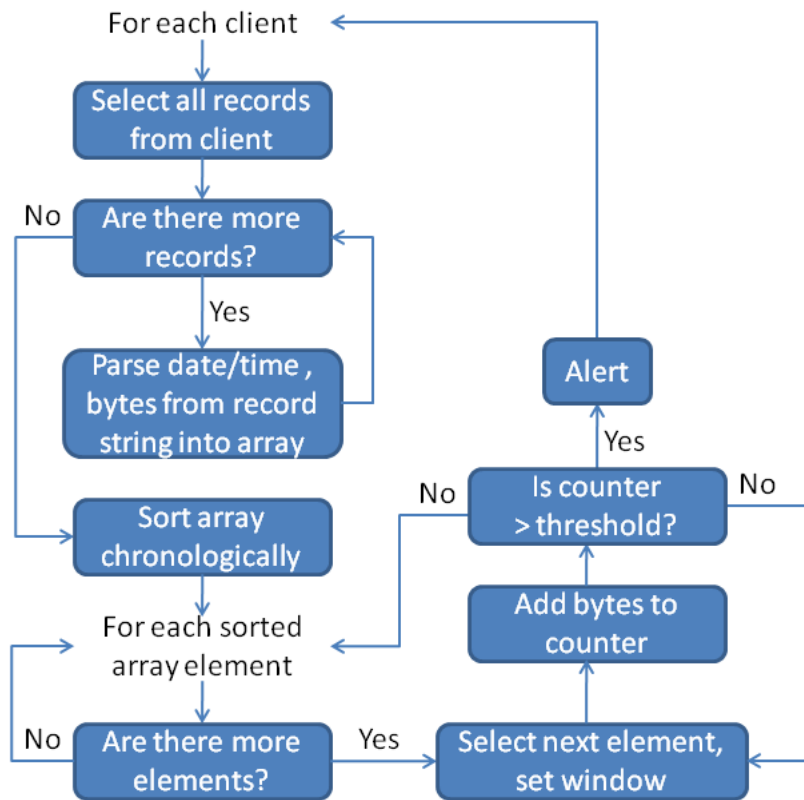 For each client
Select all records
from client
No
Are there more
records?
Yes
Parse date/time ,
bytes from record
string into array
Alert
Yes
Sort array
chronologically
No
Is counter
> threshold?
No
For each sorted
array element
Add bytes to
counter
No
Are there more
elements?
Yes
Select next element,
set window